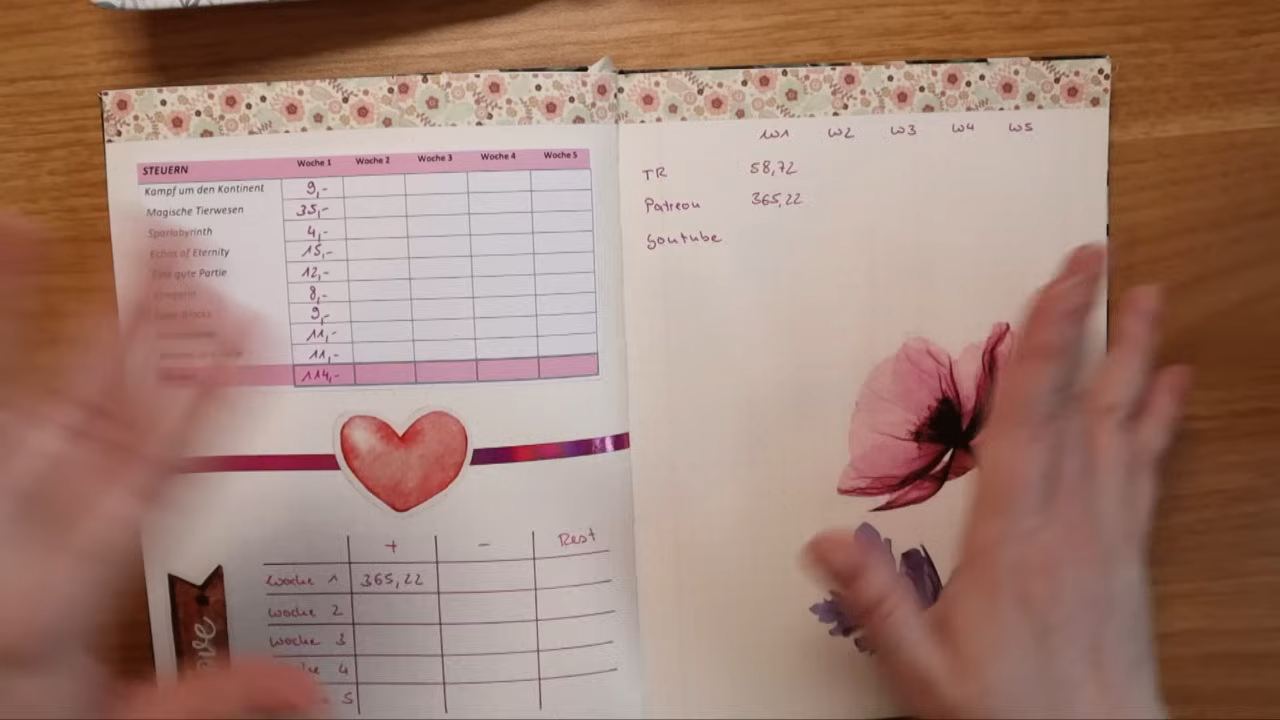 STEUERN Woche 1 Woche 2 Woche 3 Woche 4 Woche 5
Kampf um den Kontinent 9,-
Magische Tierwesen 35,-
Sparlabyrinth 4,-
Echos of Eternity 15,-
Eine gute Partie 12,-
8,-
9,-
11,-
11,-
114,-
+ - Rest
Woche 1 365,22
Woche 2
Woche 3
4
5
W1 W2 W3 W4 W5
TR 58,72
Patreon 365,22
Youtube